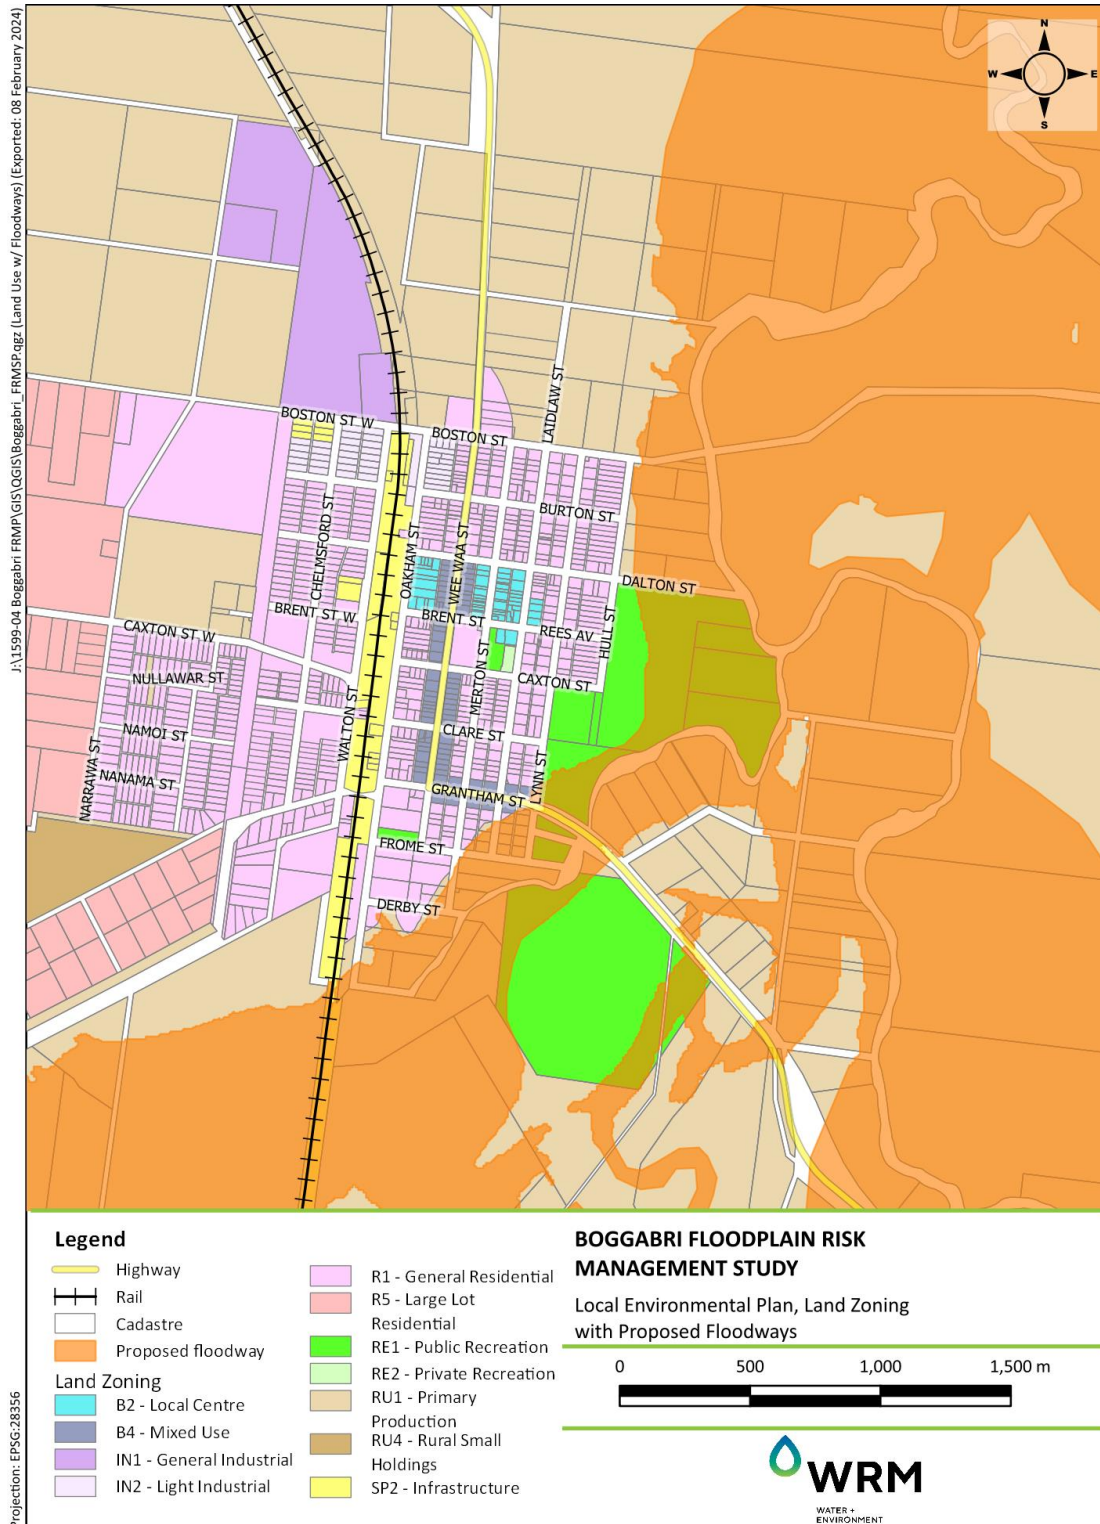 J:\1599-04 Boggabri FRMP\GIS\QGIS\Boggabri_FRMSP.qgz (Land Use w/ Floodways) (Exported: 08 February 2024)
N
W
E
S
LAIDLAW ST
BOSTON ST W
BOSTON ST
BURTON ST
CHELMSFORD ST
OAKHAM ST
WEE WAA ST
DALTON ST
BRENT ST W
BRENT ST
REES AV
HULL ST
CAXTON ST W
MERTON ST
NULLAWAR ST
CAXTON ST
WALTON ST
NAMOI ST
CLARE ST
NARRAWA ST
NANAMA ST
LYNN ST
GRANTHAM ST
FROME ST
DERBY ST
Projection: EPSG:28356
Legend
Highway
Rail
Cadastre
Proposed floodway
Land Zoning
B2 - Local Centre
B4 - Mixed Use
IN1 - General Industrial
IN2 - Light Industrial
R1 - General Residential
R5 - Large Lot
Residential
RE1 - Public Recreation
RE2 - Private Recreation
RU1 - Primary
Production
RU4 - Rural Small
Holdings
SP2 - Infrastructure
BOGGABRI FLOODPLAIN RISK
MANAGEMENT STUDY
Local Environmental Plan, Land Zoning
with Proposed Floodways
0 500 1,000 1,500 m
WRM
WATER +
ENVIRONMENT